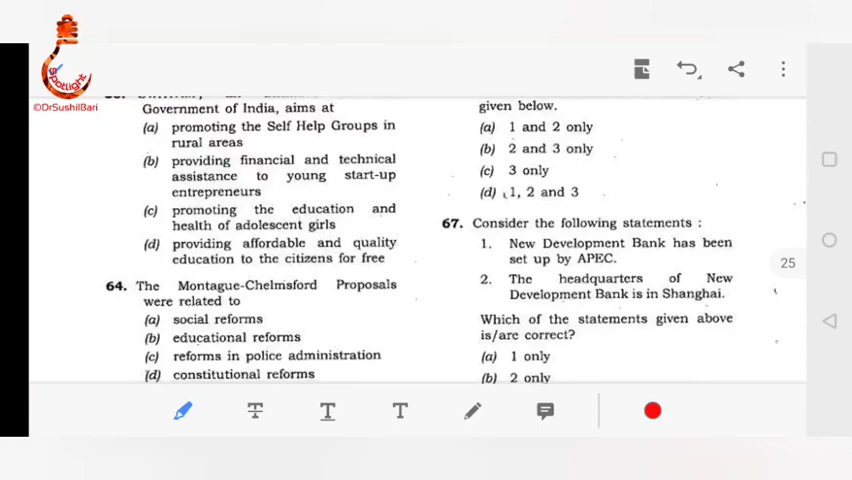 Spotlight
©DrSushilBari
Government of India, aims at
(a) promoting the Self Help Groups in
rural areas
(b) providing financial and technical
assistance to young start-up
entrepreneurs
(c) promoting the education and
health of adolescent girls
(d) providing affordable and quality
education to the citizens for free
64. The Montague-Chelmsford Proposals
were related to
(a) social reforms
(b) educational reforms
(c) reforms in police administration
(d) constitutional reforms
given below.
(a) 1 and 2 only
(b) 2 and 3 only
(c) 3 only
(d) 1, 2 and 3
67. Consider the following statements :
1. New Development Bank has been
set up by APEC.
2. The headquarters of New
Development Bank is in Shanghai.
Which of the statements given above
is/are correct?
(a) 1 only
(b) 2 only
25
T
T
T